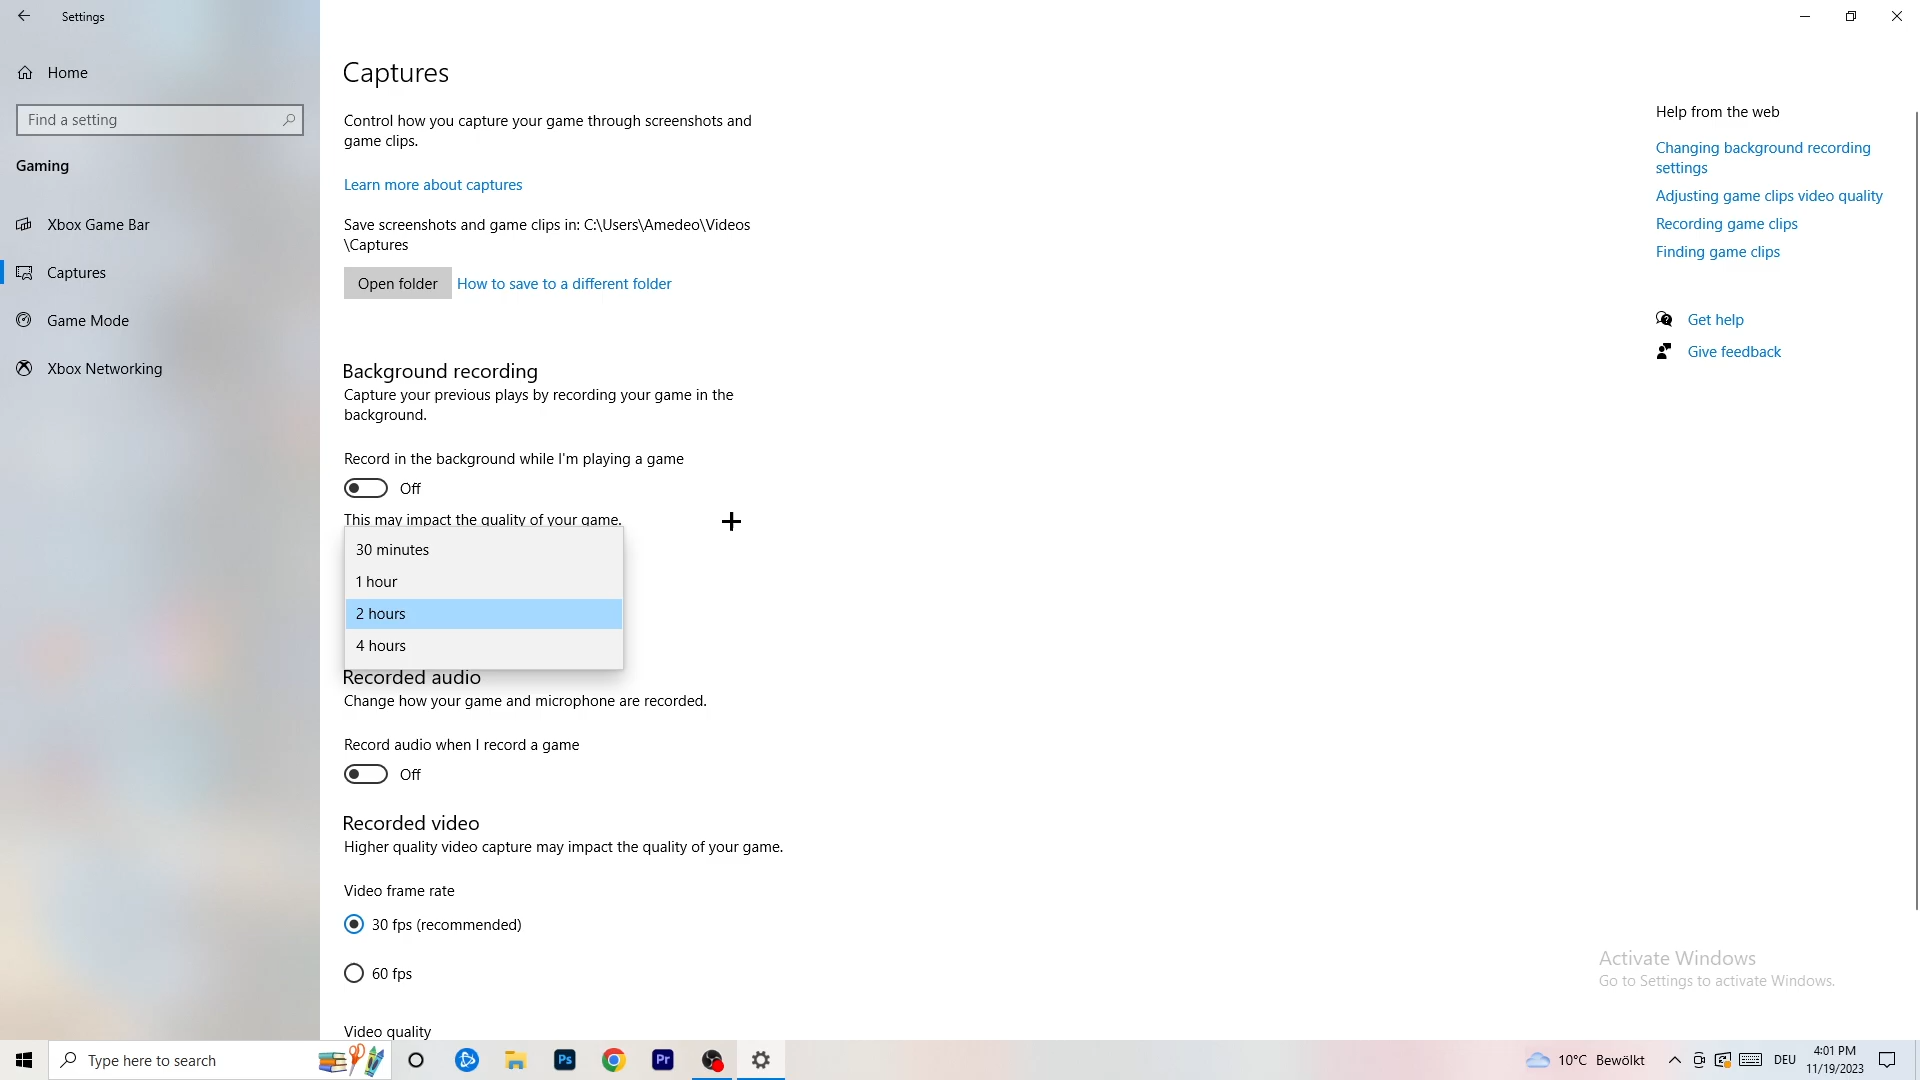 Settings
Home
Find a setting
Gaming
Xbox Game Bar
Captures
Game Mode
Xbox Networking
Captures
Control how you capture your game through screenshots and
game clips.
Learn more about captures
Save screenshots and game clips in: C:\Users\Amedeo\Videos
\Captures
Open folder
How to save to a different folder
Background recording
Capture your previous plays by recording your game in the
background.
Record in the background while I'm playing a game
Off
This may impact the quality of your game.
30 minutes
1 hour
2 hours
4 hours
Recorded audio
Change how your game and microphone are recorded.
Record audio when I record a game
Off
Recorded video
Higher quality video capture may impact the quality of your game.
Video frame rate
30 fps (recommended)
60 fps
Video quality
Help from the web
Changing background recording
settings
Adjusting game clips video quality
Recording game clips
Finding game clips
Get help
Give feedback
Activate Windows
Go to Settings to activate Windows.
Type here to search
Ps
Pr
10°C Bewölkt
DEU
4:01 PM
11/19/2023